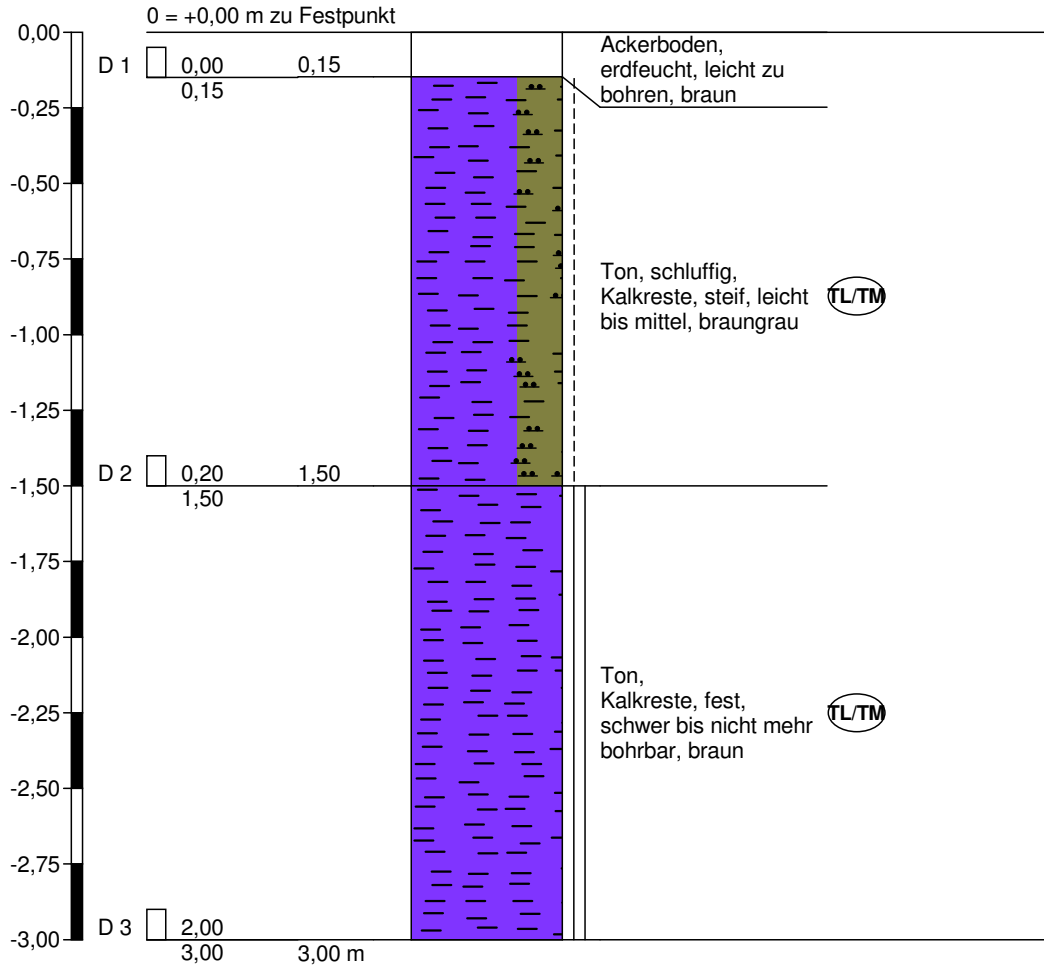 0 = +0,00 m zu Festpunkt
0,00
D 1
0,00
0,15
0,15
Ackerboden,
erdfeucht, leicht zu
bohren, braun
-0,25
-0,50
-0,75
Ton, schluffig,
Kalkreste, steif, leicht
bis mittel, braungrau
TL/TM
-1,00
-1,25
D 2
0,20
1,50
1,50
-1,50
-1,75
-2,00
Ton,
Kalkreste, fest,
schwer bis nicht mehr
bohrbar, braun
TL/TM
-2,25
-2,50
-2,75
D 3
2,00
3,00
3,00 m
-3,00